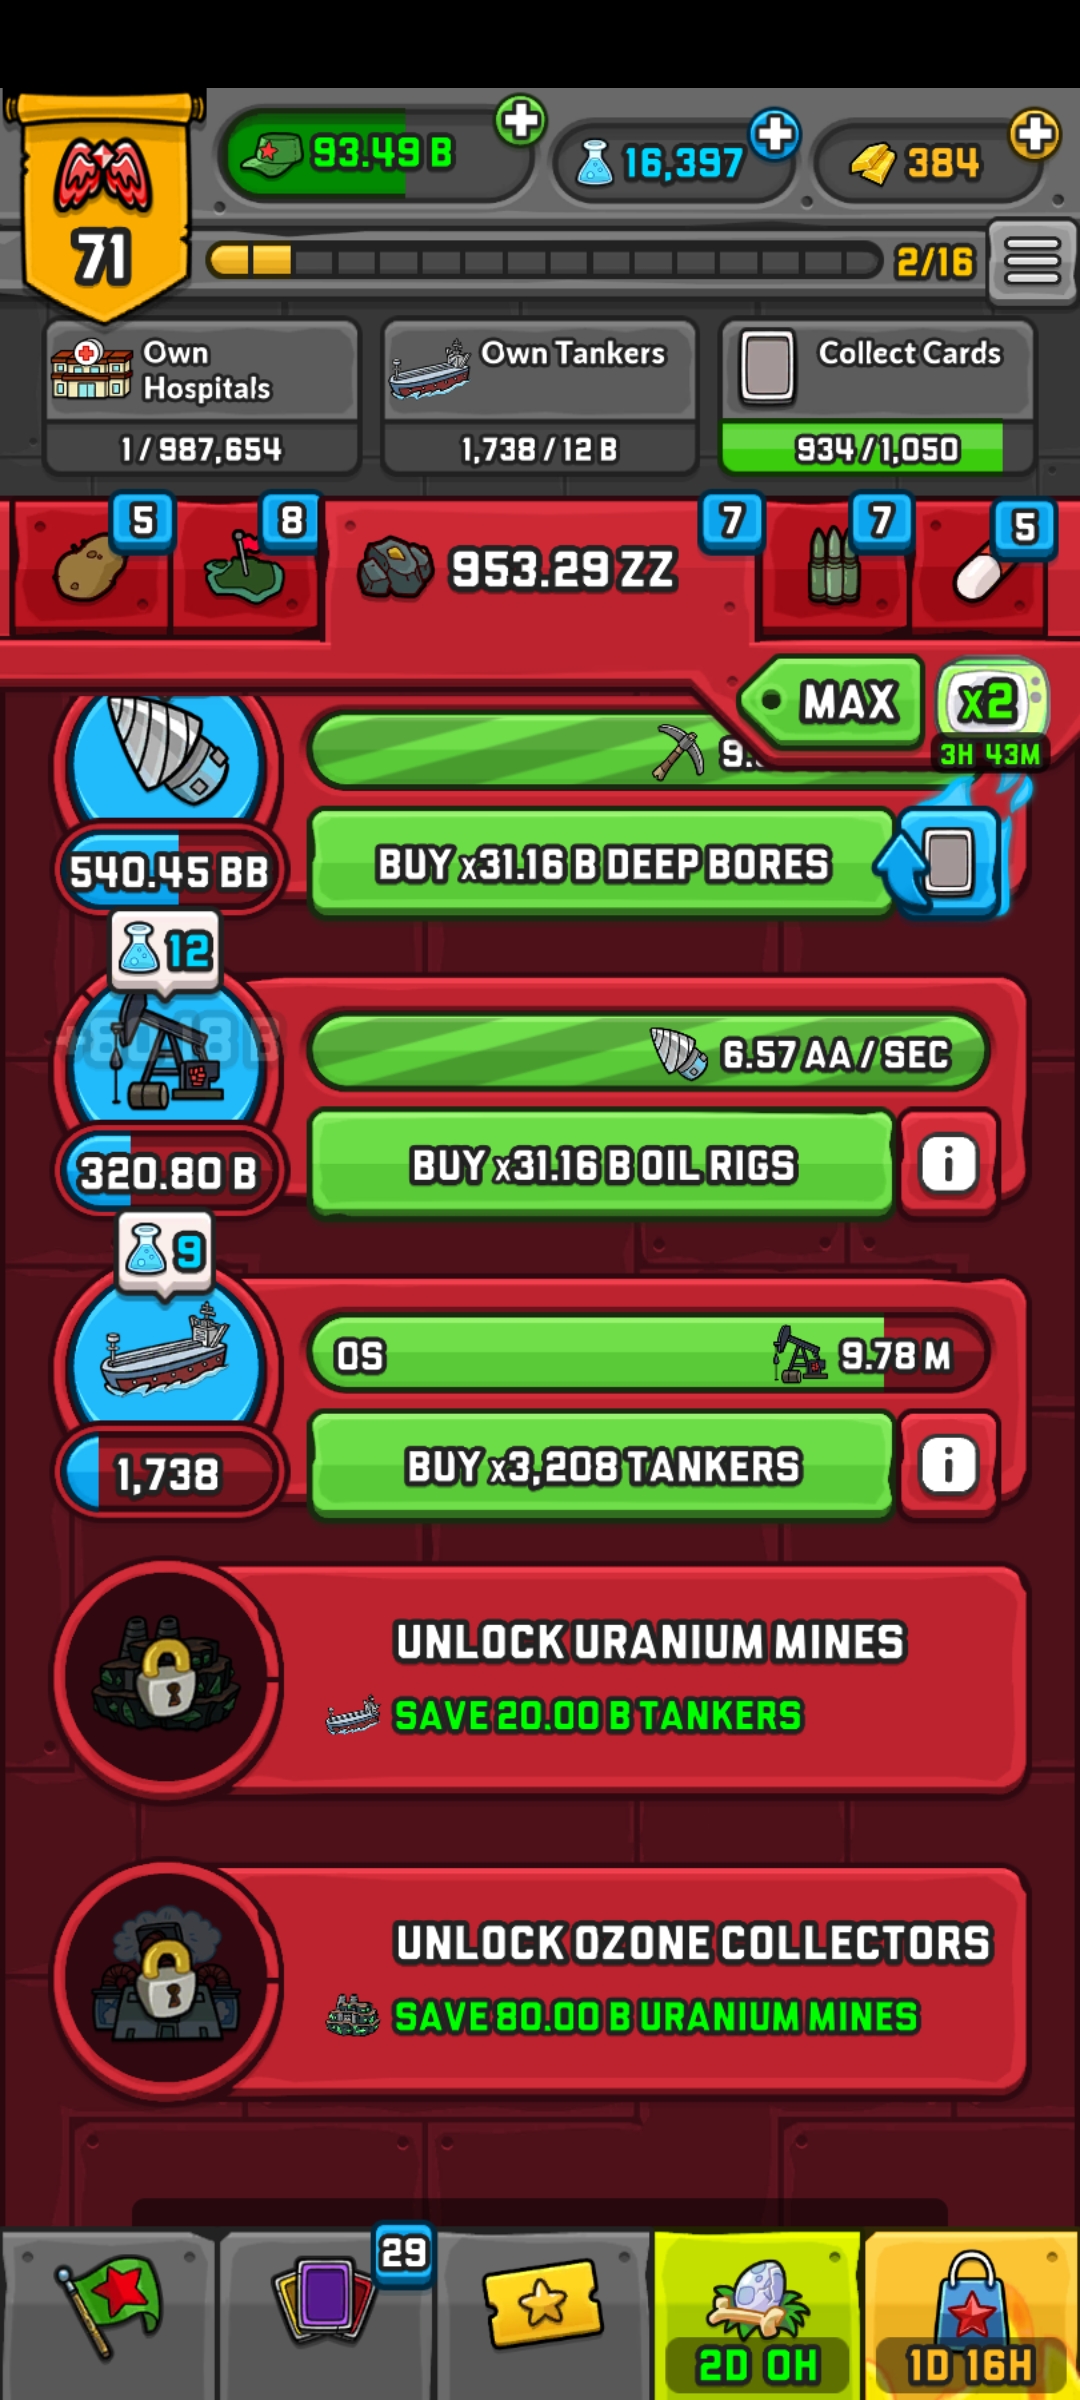 93.49 B
16,397
384
71
2/16
Own Hospitals
1/987,654
Own Tankers
1,738/12 B
Collect Cards
934/1,050
5
8
953.29 ZZ
7
7
5
MAX
x2
3H 43M
9.
540.45 BB
BUY x31.16 B DEEP BORES
12
6.57 AA/SEC
320.80 B
BUY x31.16 B OIL RIGS
i
9
0S
9.78 M
1,738
BUY x3,208 TANKERS
i
UNLOCK URANIUM MINES
SAVE 20.00 B TANKERS
UNLOCK OZONE COLLECTORS
SAVE 80.00 B URANIUM MINES
29
2D 0H
1D 16H